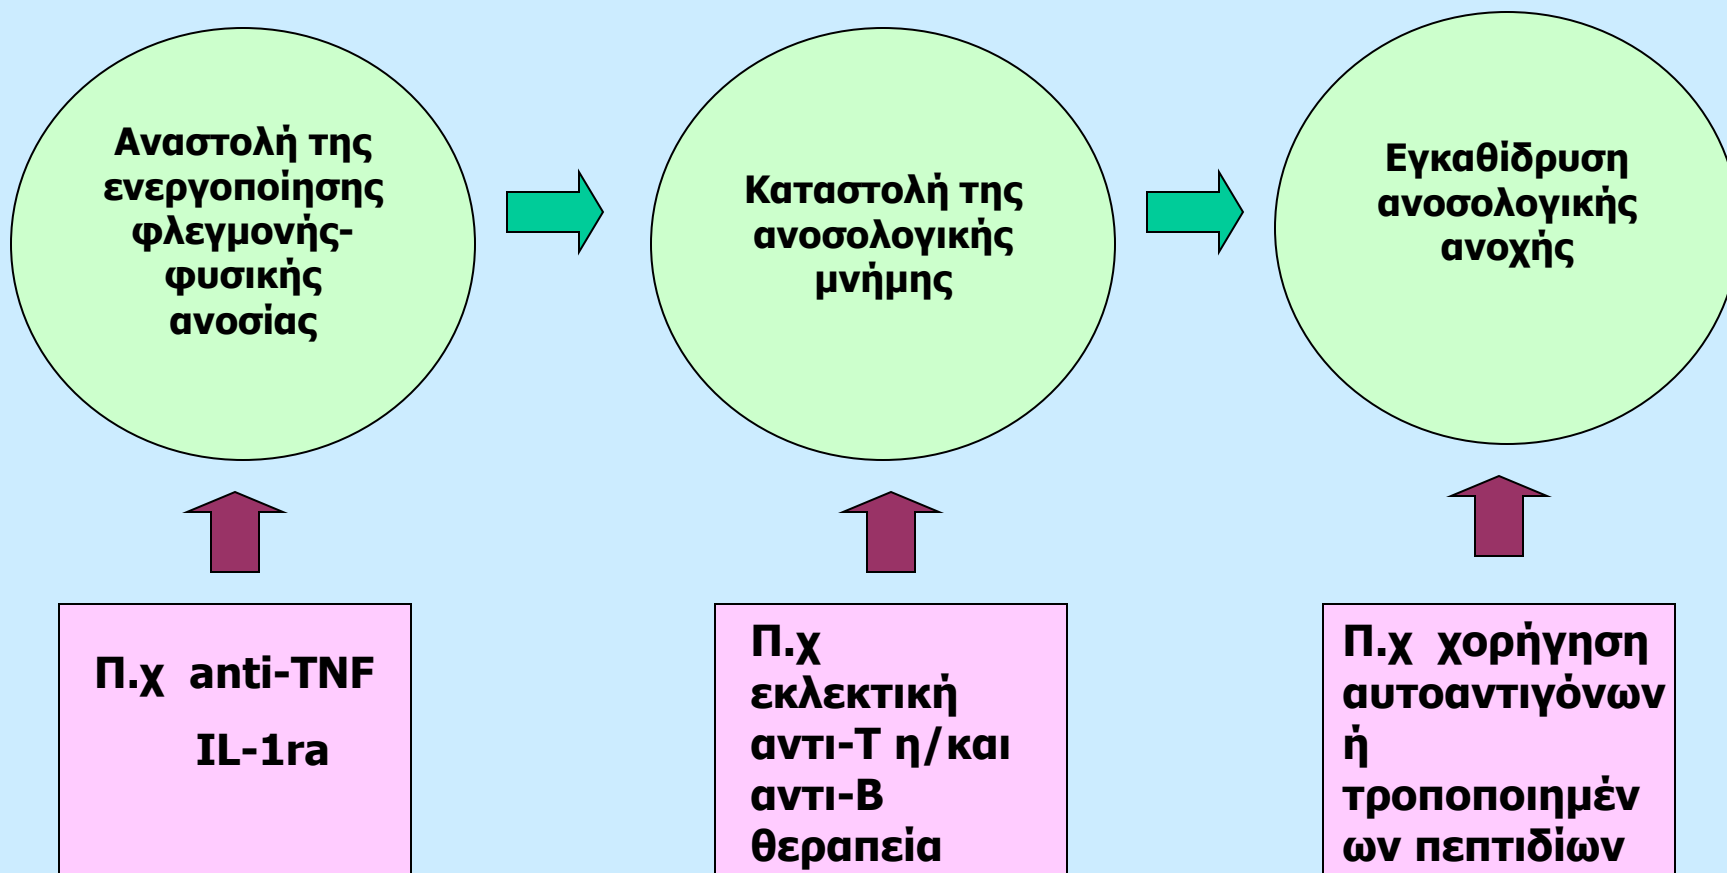 Αναστολή της
ενεργοποίησης
φλεγμονής-
φυσικής
ανοσίας
Καταστολή της
ανοσολογικής
μνήμης
Εγκαθίδρυση
ανοσολογικής
ανοχής
Π.χ anti-TNF
IL-1ra
Π.χ
εκλεκτική
αντι-Τ η/και
αντι-Β
θεραπεία
Π.χ χορήγηση
αυτοαντιγόνων
ή
τροποποιημέν
ων πεπτιδίων